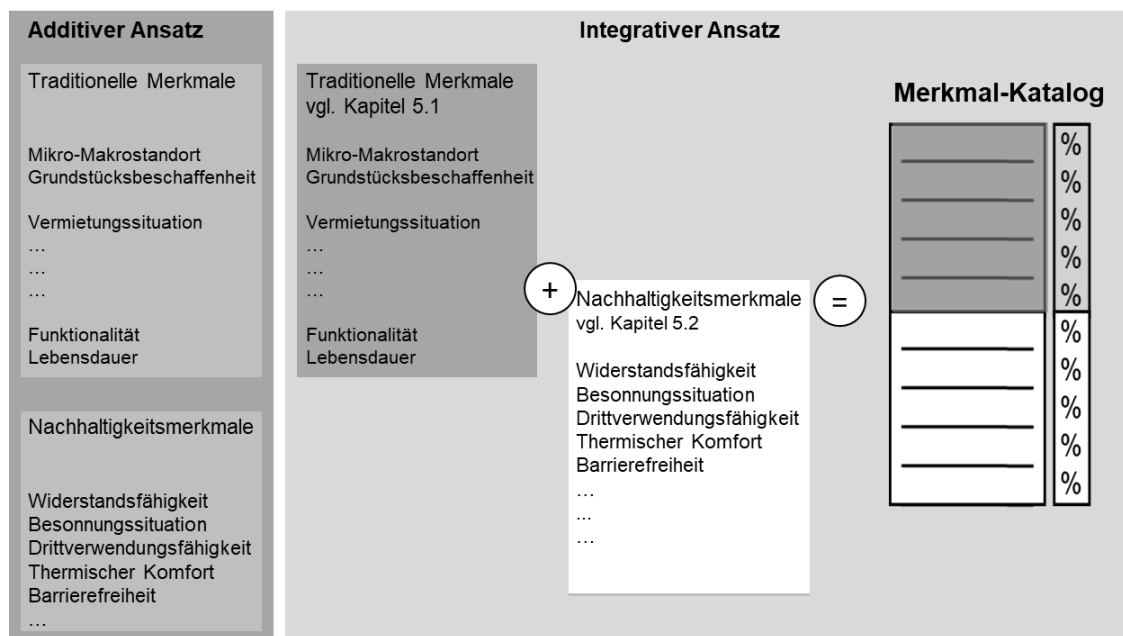 Additiver Ansatz
Traditionelle Merkmale
Mikro-Makrostandort
Grundstücksbeschaffenheit
Vermietungssituation
…
…
…
Funktionalität
Lebensdauer
Nachhaltigkeitsmerkmale
Widerstandsfähigkeit
Besonnungssituation
Drittverwendungsfähigkeit
Thermischer Komfort
Barrierefreiheit
…
Integrativer Ansatz
Traditionelle Merkmale
vgl. Kapitel 5.1
Mikro-Makrostandort
Grundstücksbeschaffenheit
Vermietungssituation
…
…
…
Funktionalität
Lebensdauer
+
Nachhaltigkeitsmerkmale
vgl. Kapitel 5.2
Widerstandsfähigkeit
Besonnungssituation
Drittverwendungsfähigkeit
Thermischer Komfort
Barrierefreiheit
…
...
…
=
Merkmal-Katalog
%
%
%
%
%
%
%
%
%
%